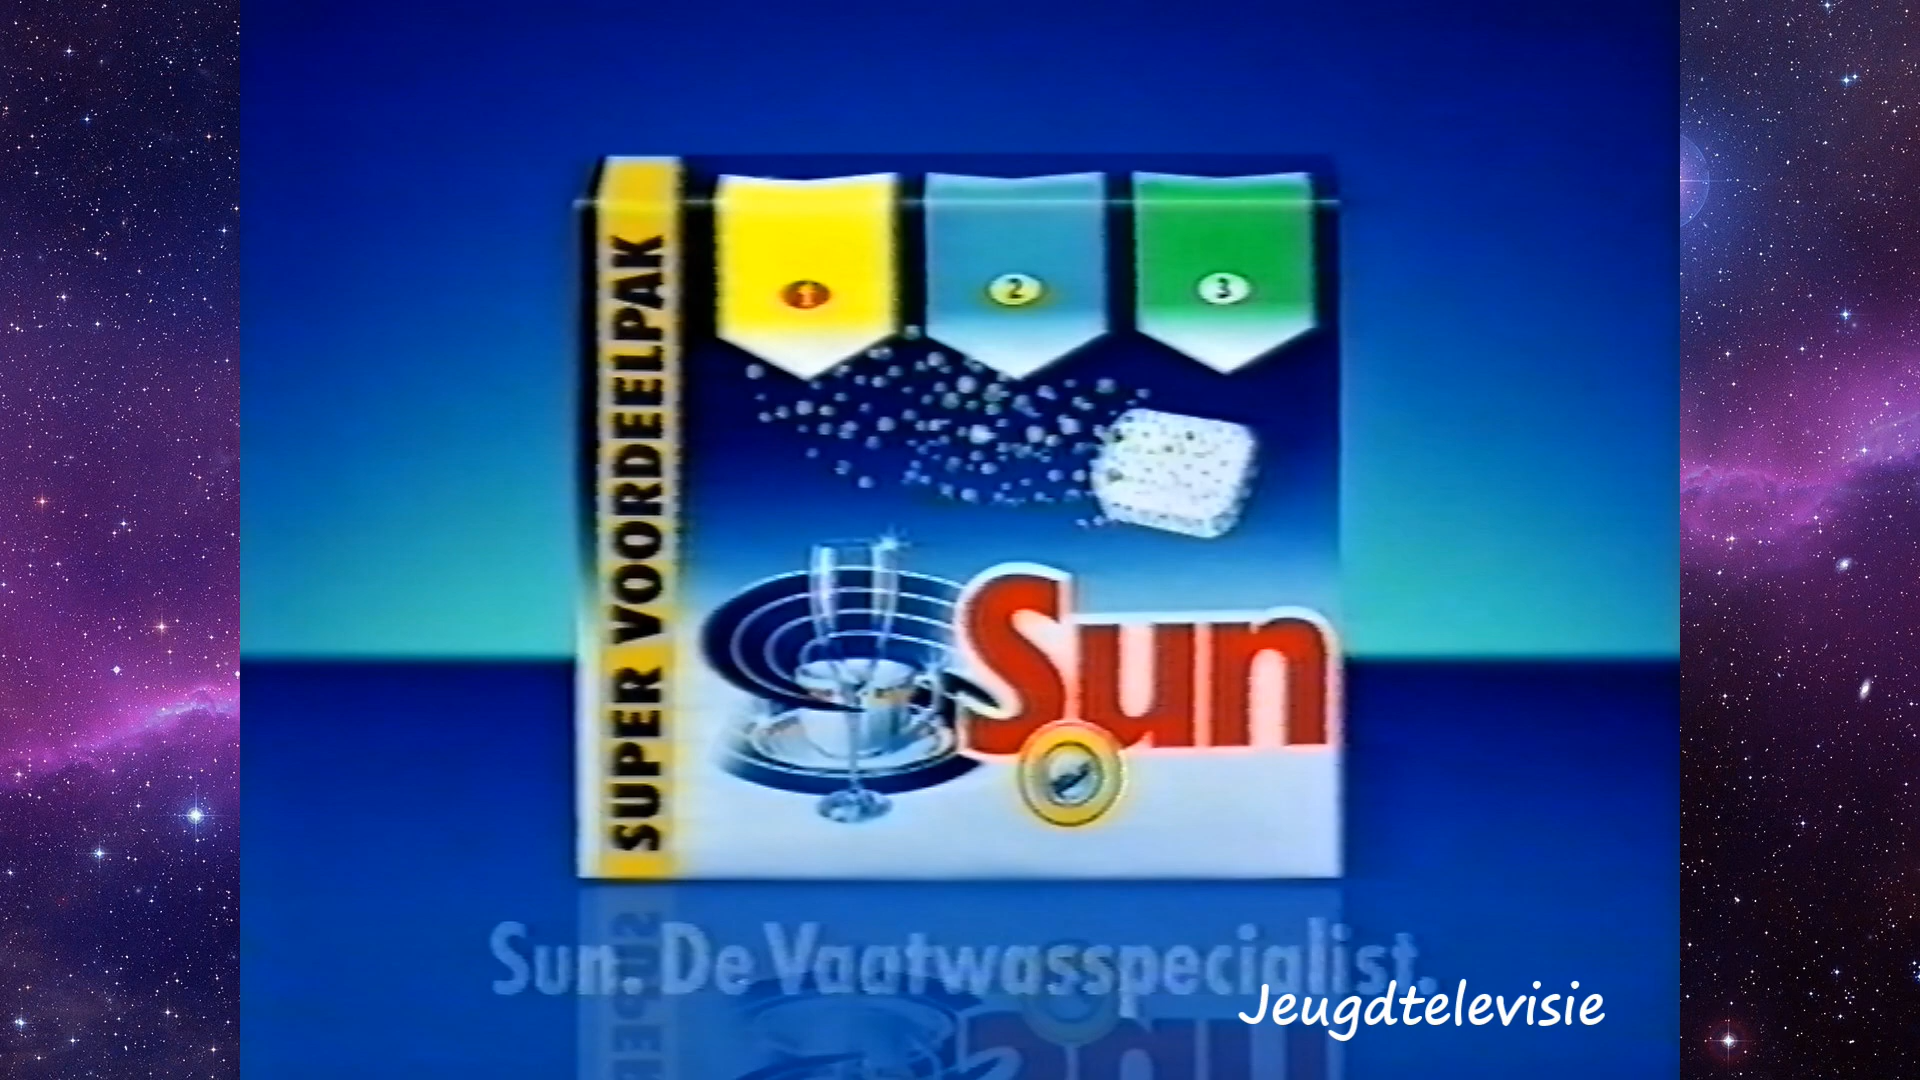 SUPER VOORDEELPAK
1
2
3
Sun
Sun. De Vaatwasspecialist.
Jeugdtelevisie